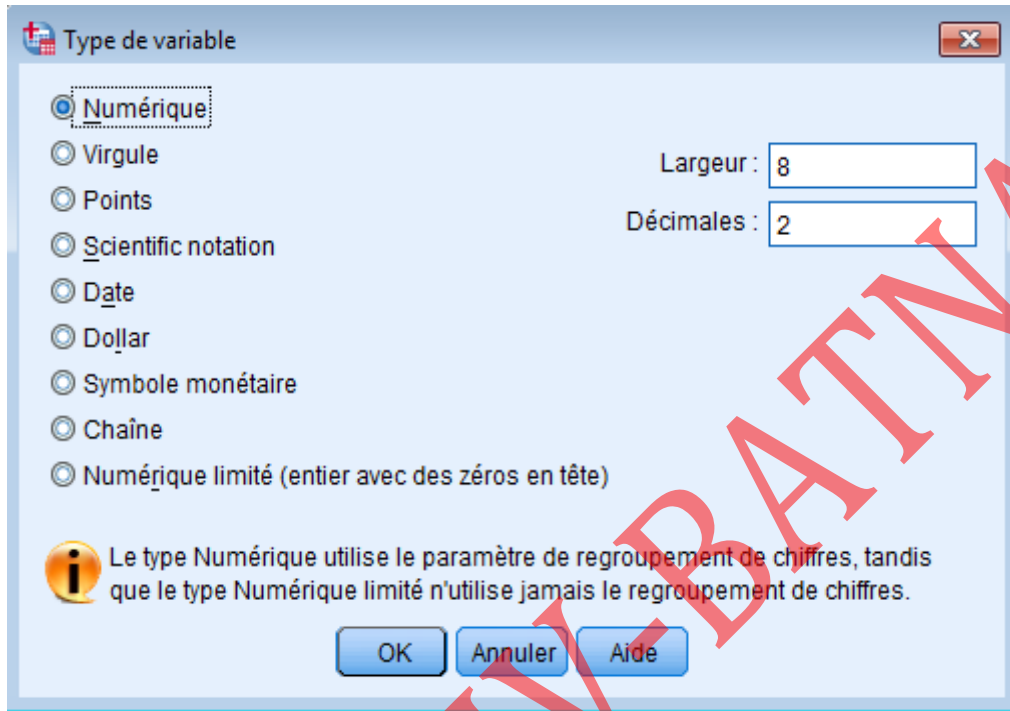 Type de variable
Numérique
Virgule
Points
Scientific notation
Date
Dollar
Symbole monétaire
Chaîne
Numérique limité (entier avec des zéros en tête)
Largeur : 8
Décimales : 2
Le type Numérique utilise le paramètre de regroupement de chiffres, tandis
que le type Numérique limité n'utilise jamais le regroupement de chiffres.
OK Annuler Aide
V-BATN